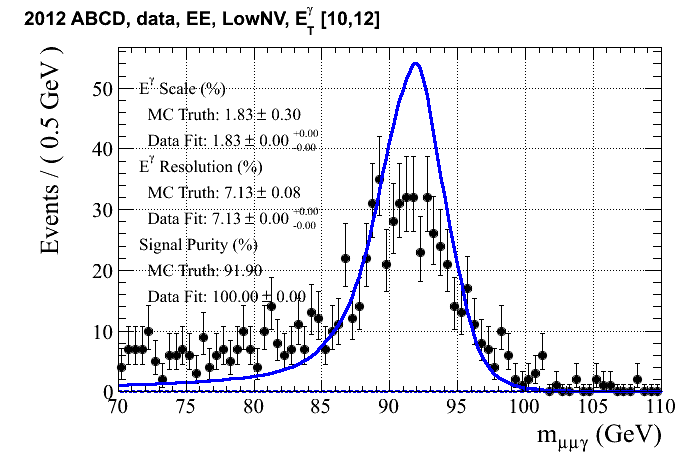 2012 ABCD, data, EE, LowNV, E_T^γ [10,12]
Events / ( 0.5 GeV )
E^γ Scale (%)
MC Truth: 1.83 ± 0.30
Data Fit: 1.83 ± 0.00 +0.00 -0.00
E^γ Resolution (%)
MC Truth: 7.13 ± 0.08
Data Fit: 7.13 ± 0.00 +0.00 -0.00
Signal Purity (%)
MC Truth: 91.90
Data Fit: 100.00 ± 0.00
50
40
30
20
10
0
70 75 80 85 90 95 100 105 110
m_μμγ (GeV)